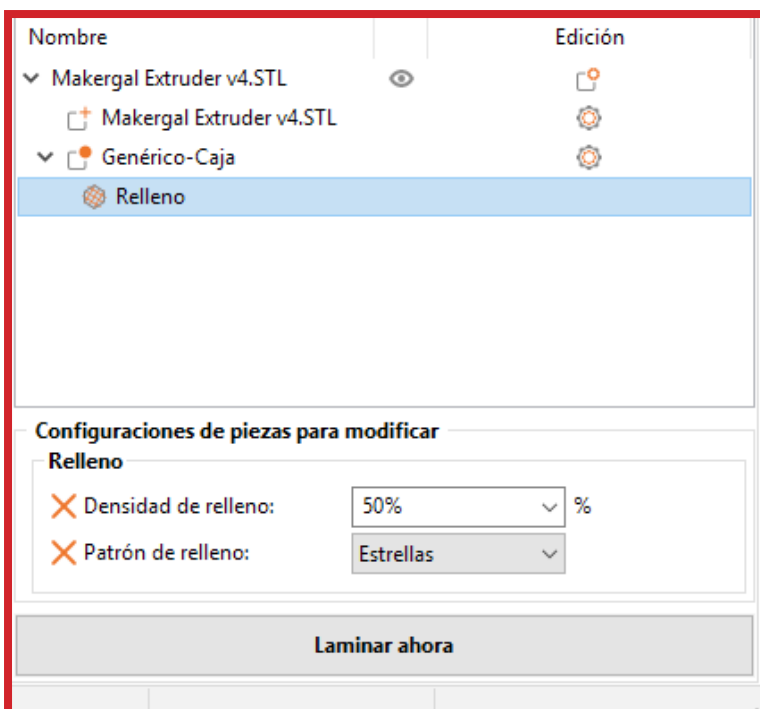 Nombre Edición
Makergal Extruder v4.STL
Makergal Extruder v4.STL
Genérico-Caja
Relleno
Configuraciones de piezas para modificar
Relleno
Densidad de relleno: 50% %
Patrón de relleno: Estrellas
Laminar ahora